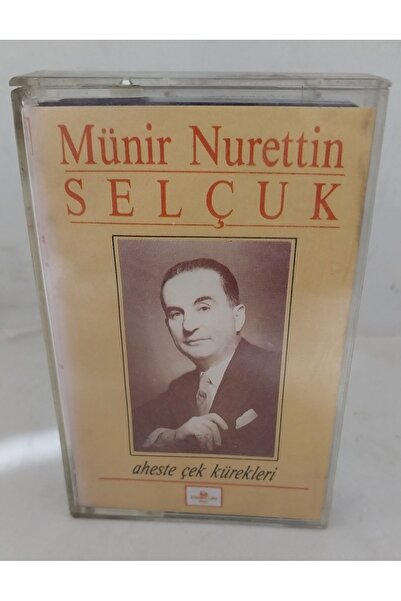 Münir Nurettin
SELÇUK
aheste çek kürekleri